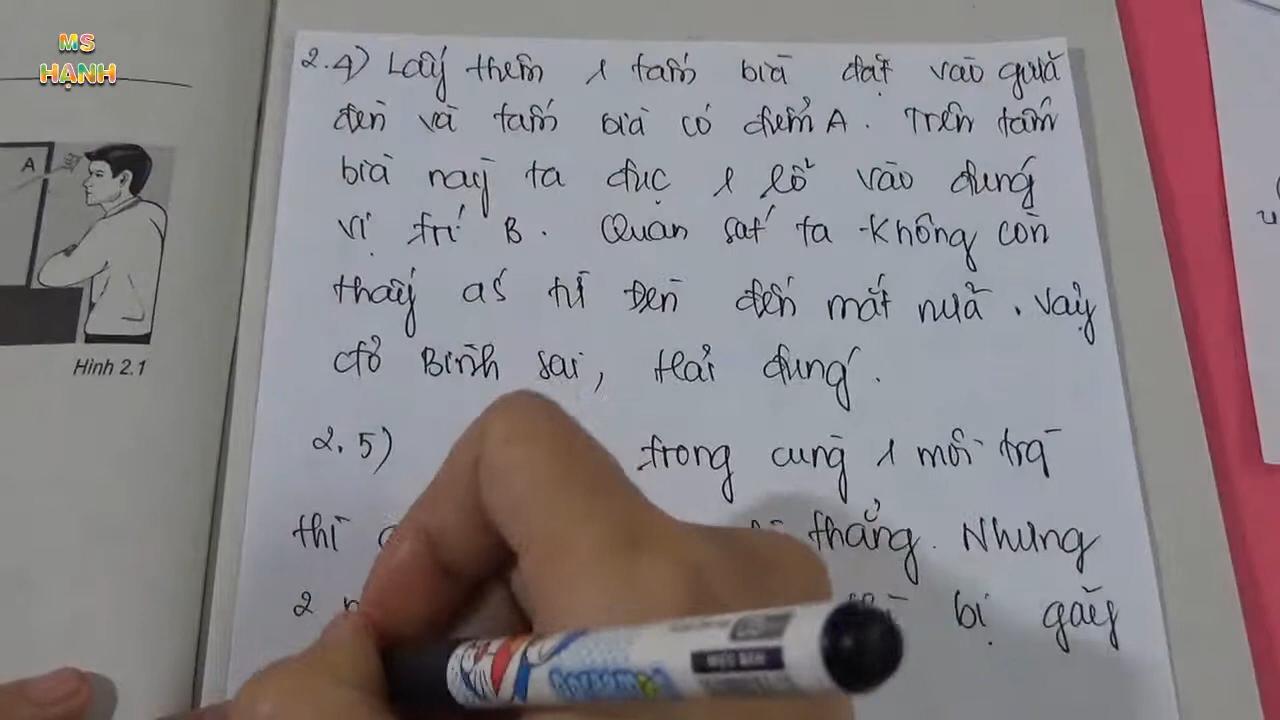 MS
HẠNH
A
Hình 2.1
2.4) Lấy thêm 1 tấm bìa đặt vào giữa
đèn và tấm bìa có điểm A. Trên tấm
bìa này ta đục 1 lỗ vào đúng
vị trí B. Quan sát ta không còn
thấy as từ đèn đến mắt nữa. Vậy
đó Bình sai, Hải đúng.
2.5) trong cùng 1 môi trg
thì thẳng. Nhưng
2 bị gãy